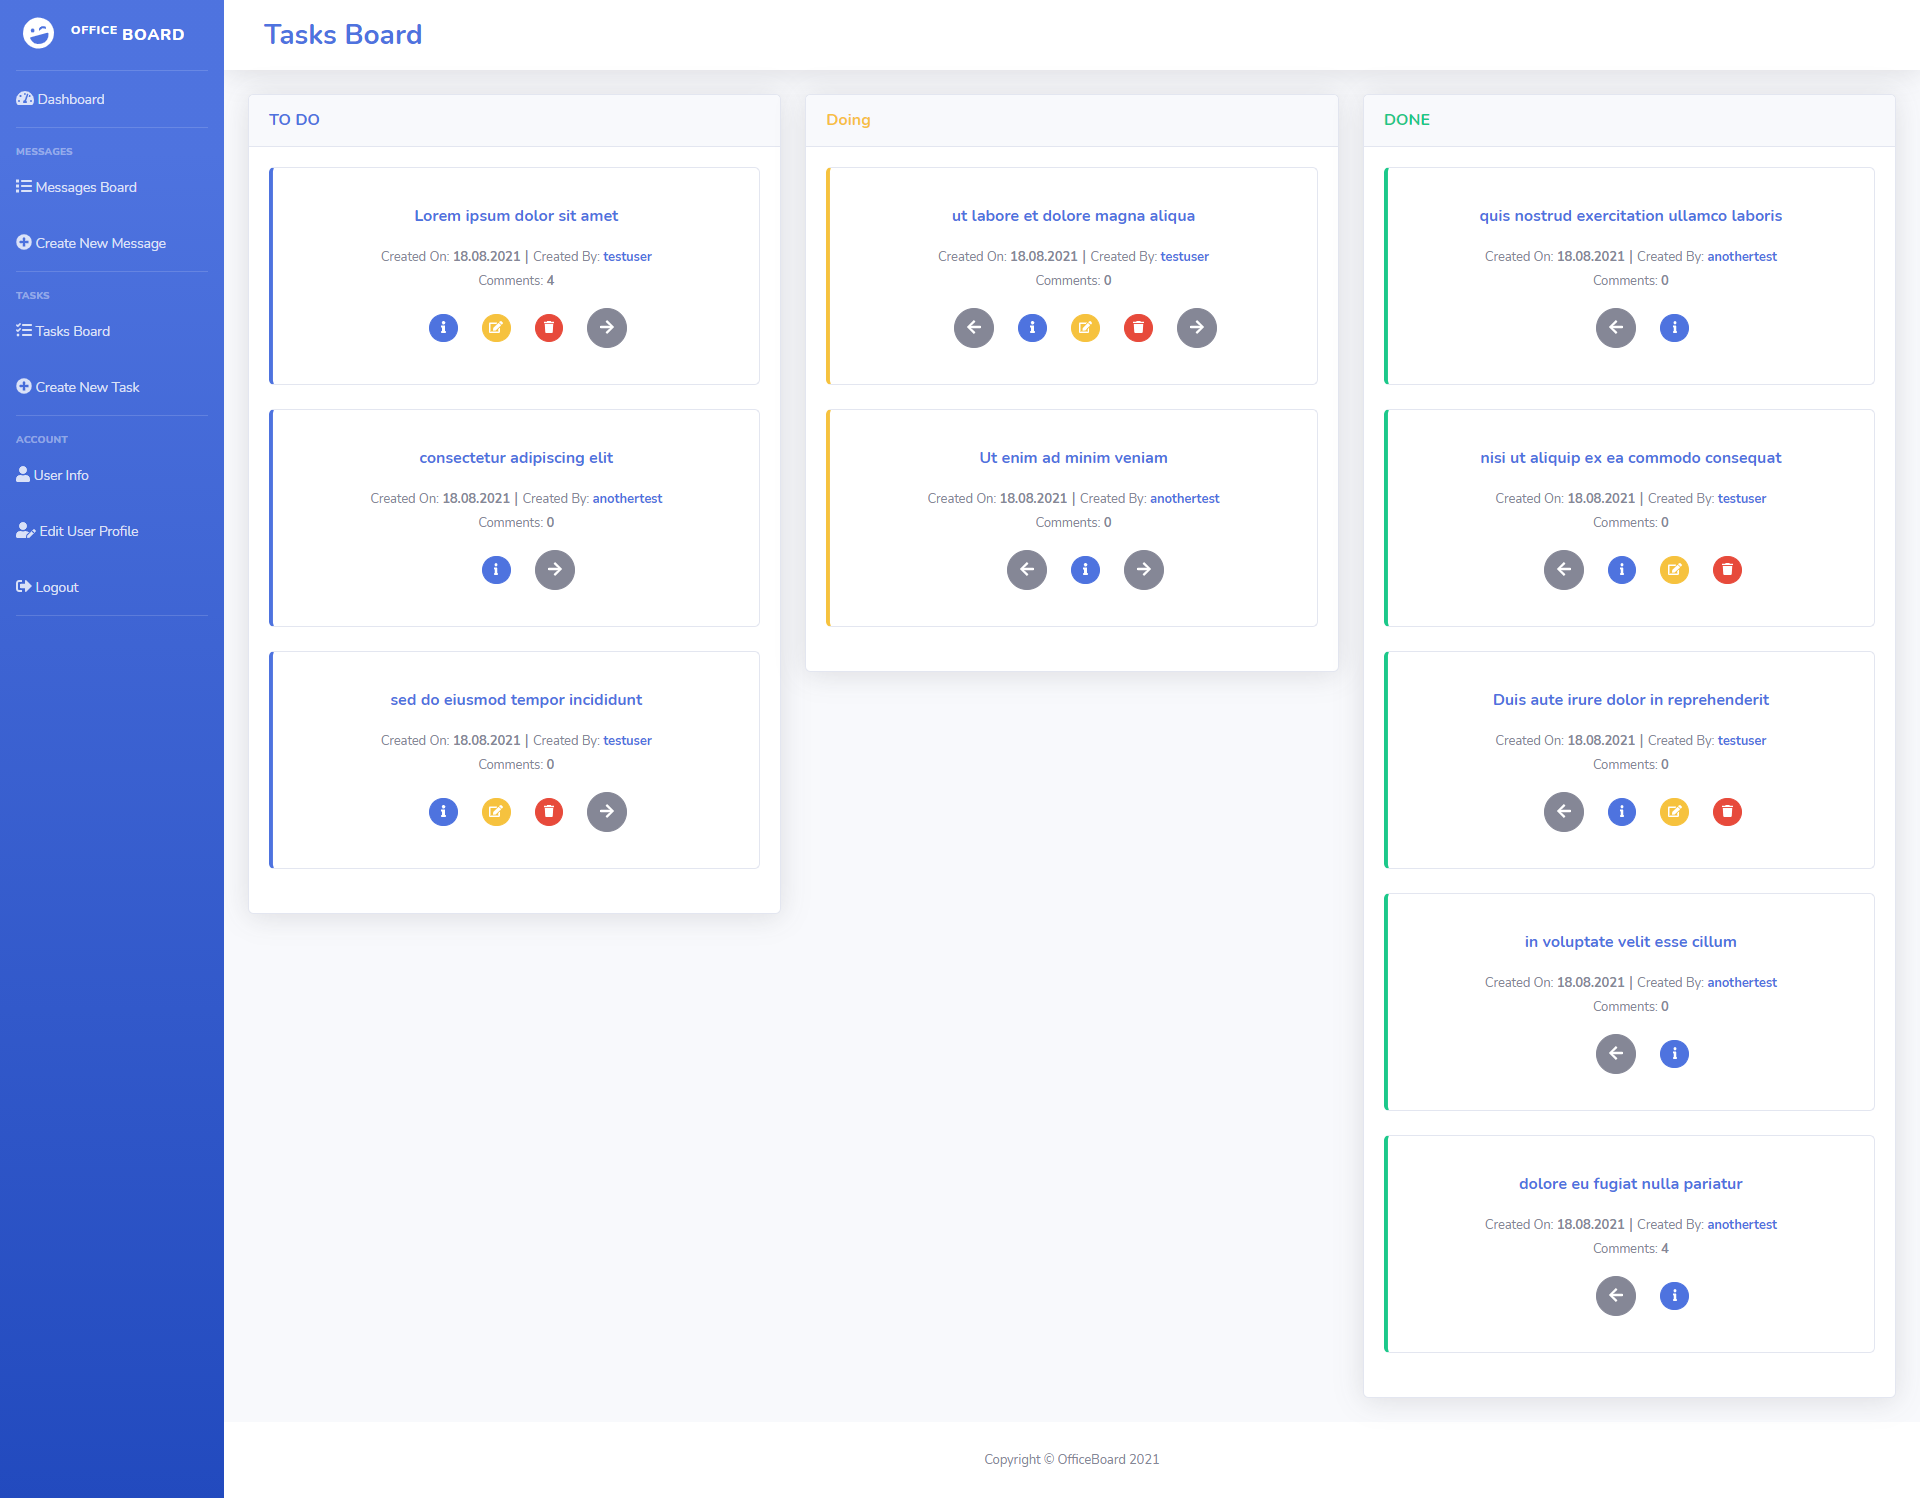 OFFICE BOARD
Dashboard
MESSAGES
Messages Board
Create New Message
TASKS
Tasks Board
Create New Task
ACCOUNT
User Info
Edit User Profile
Logout
Tasks Board
TO DO
Lorem ipsum dolor sit amet
Created On: 18.08.2021 | Created By: testuser
Comments: 4
consectetur adipiscing elit
Created On: 18.08.2021 | Created By: anothertest
Comments: 0
sed do eiusmod tempor incididunt
Created On: 18.08.2021 | Created By: testuser
Comments: 0
Doing
ut labore et dolore magna aliqua
Created On: 18.08.2021 | Created By: testuser
Comments: 0
Ut enim ad minim veniam
Created On: 18.08.2021 | Created By: anothertest
Comments: 0
DONE
quis nostrud exercitation ullamco laboris
Created On: 18.08.2021 | Created By: anothertest
Comments: 0
nisi ut aliquip ex ea commodo consequat
Created On: 18.08.2021 | Created By: testuser
Comments: 0
Duis aute irure dolor in reprehenderit
Created On: 18.08.2021 | Created By: testuser
Comments: 0
in voluptate velit esse cillum
Created On: 18.08.2021 | Created By: anothertest
Comments: 0
dolore eu fugiat nulla pariatur
Created On: 18.08.2021 | Created By: anothertest
Comments: 4
Copyright © OfficeBoard 2021